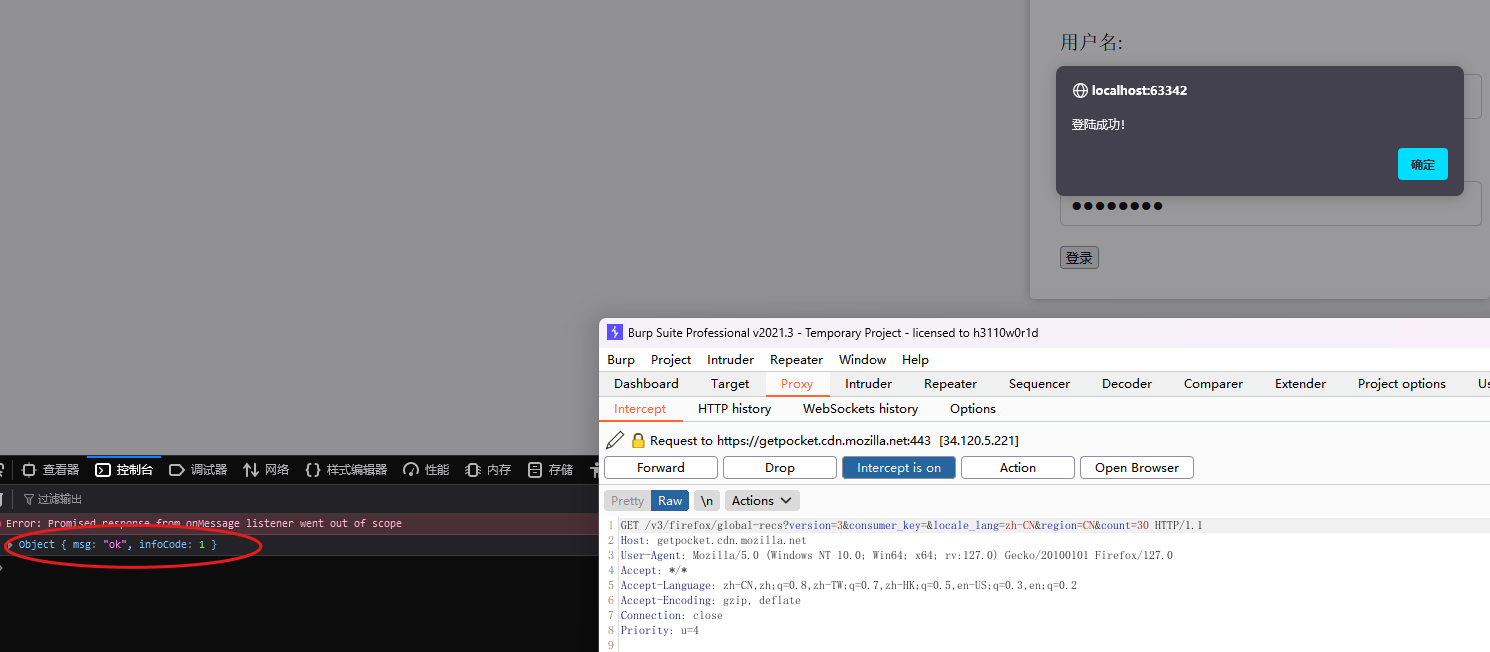 用户名:
localhost:63342
登陆成功!
确定
●●●●●●●●
登录
查看器 控制台 调试器 网络 样式编辑器 性能 内存 存储
过滤输出
Error: Promised response from onMessage listener went out of scope
Object { msg: "ok", infoCode: 1 }
Burp Suite Professional v2021.3 - Temporary Project - licensed to h3110w0r1d
Burp Project Intruder Repeater Window Help
Dashboard Target Proxy Intruder Repeater Sequencer Decoder Comparer Extender Project options
Intercept HTTP history WebSockets history Options
Request to https://getpocket.cdn.mozilla.net:443 [34.120.5.221]
Forward Drop Intercept is on Action Open Browser
Pretty Raw \n Actions
1 GET /v3/firefox/global-recs?version=3&consumer_key=&locale_lang=zh-CN&region=CN&count=30 HTTP/1.1
2 Host: getpocket.cdn.mozilla.net
3 User-Agent: Mozilla/5.0 (Windows NT 10.0; Win64; x64; rv:127.0) Gecko/20100101 Firefox/127.0
4 Accept: */*
5 Accept-Language: zh-CN,zh;q=0.8,zh-TW;q=0.7,zh-HK;q=0.5,en-US;q=0.3,en;q=0.2
6 Accept-Encoding: gzip, deflate
7 Connection: close
8 Priority: u=4
9